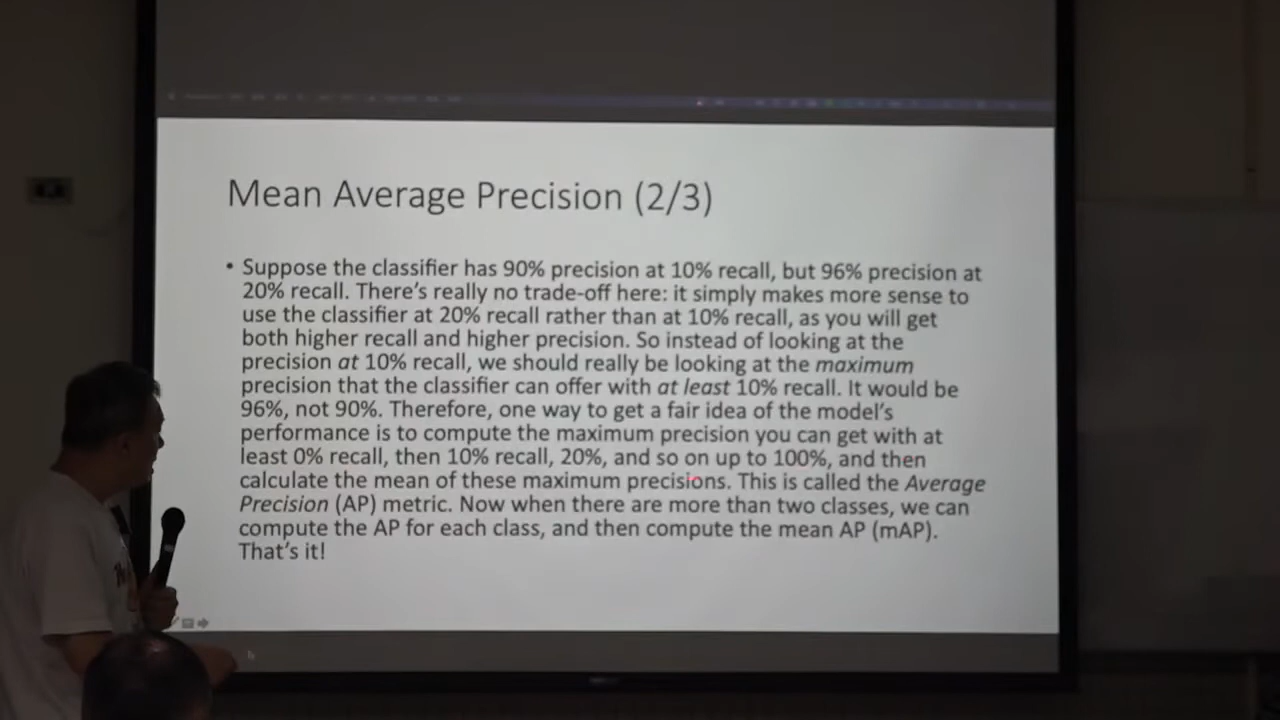 Mean Average Precision (2/3)
• Suppose the classifier has 90% precision at 10% recall, but 96% precision at
20% recall. There's really no trade-off here: it simply makes more sense to
use the classifier at 20% recall rather than at 10% recall, as you will get
both higher recall and higher precision. So instead of looking at the
precision at 10% recall, we should really be looking at the maximum
precision that the classifier can offer with at least 10% recall. It would be
96%, not 90%. Therefore, one way to get a fair idea of the model's
performance is to compute the maximum precision you can get with at
least 0% recall, then 10% recall, 20%, and so on up to 100%, and then
calculate the mean of these maximum precisions. This is called the Average
Precision (AP) metric. Now when there are more than two classes, we can
compute the AP for each class, and then compute the mean AP (mAP).
That's it!